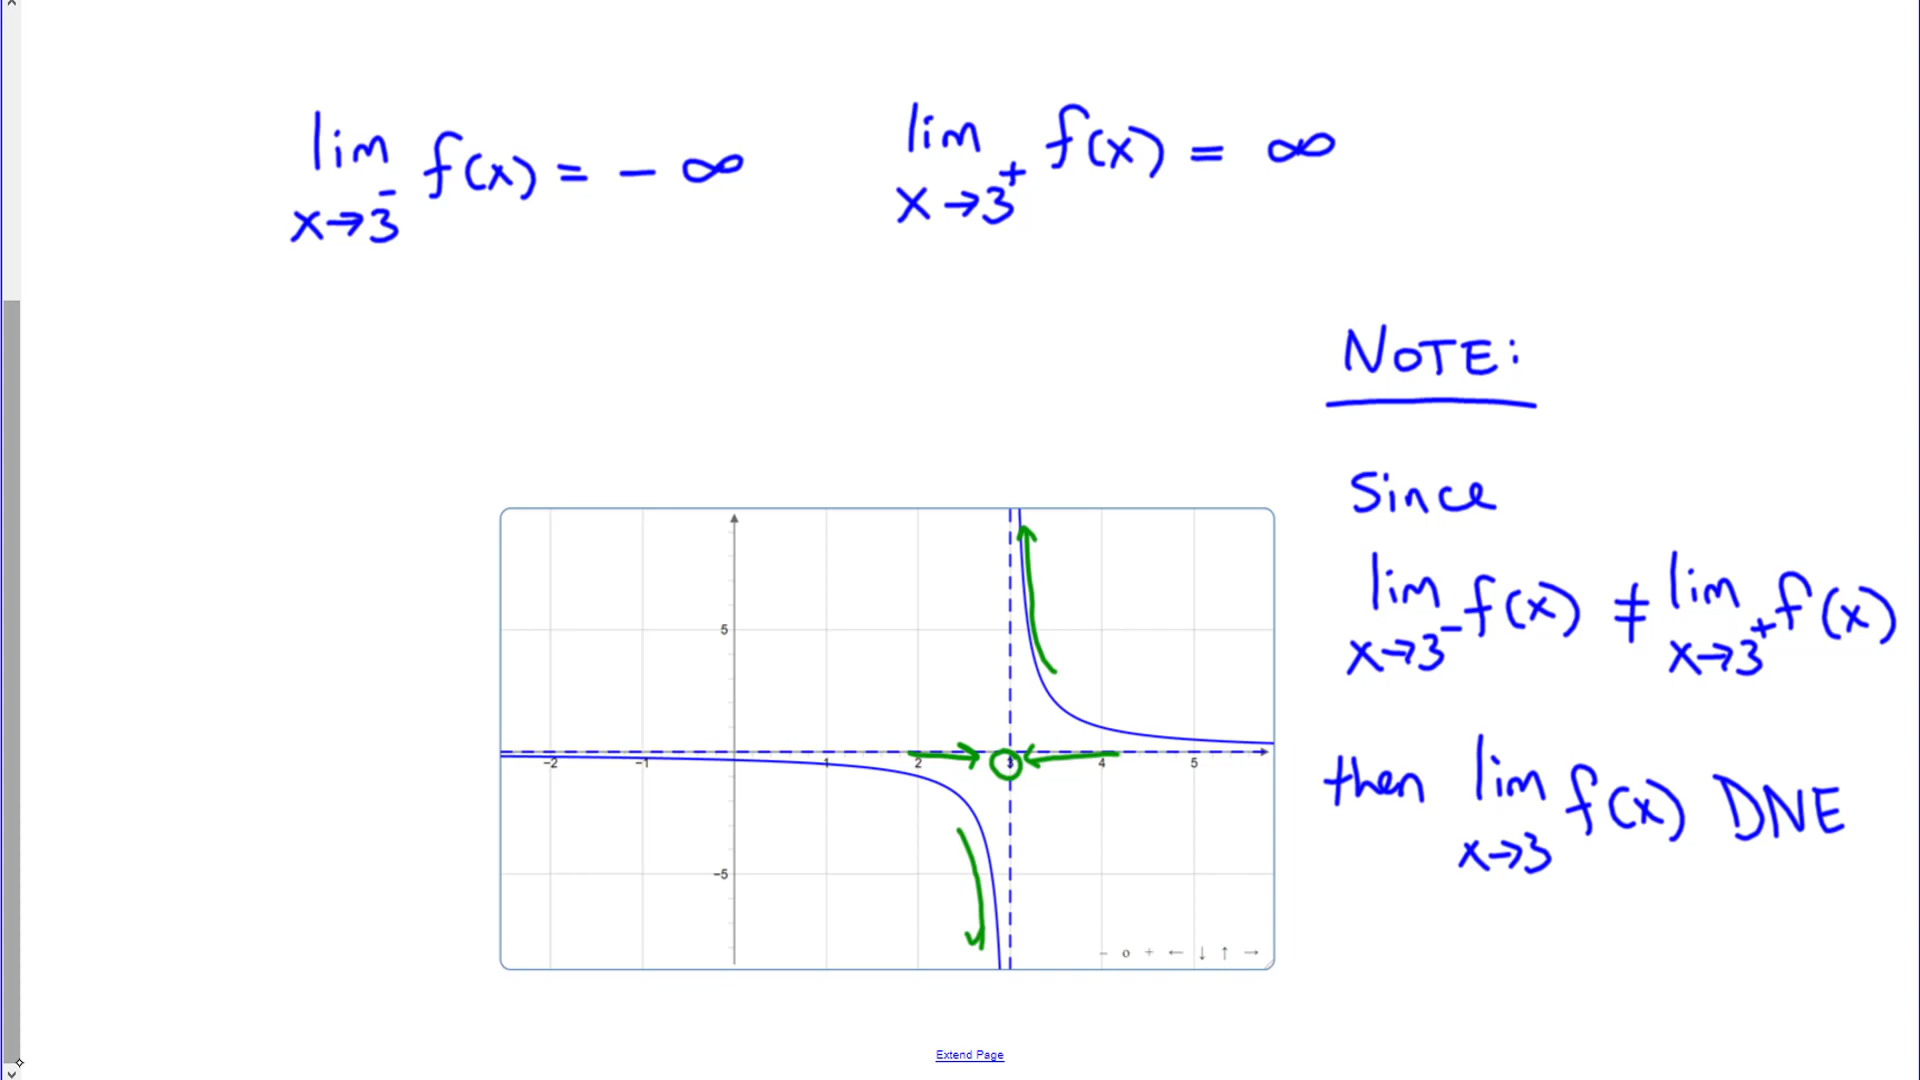 lim f(x) = - ∞
x→3⁻
lim f(x) = ∞
x→3⁺
NOTE:
Since
lim f(x) ≠ lim f(x)
x→3⁻ x→3⁺
then lim f(x) DNE
x→3
5
-2 -1 1 2 3 4 5
-5
- o + ← ↓ ↑ →
Extend Page